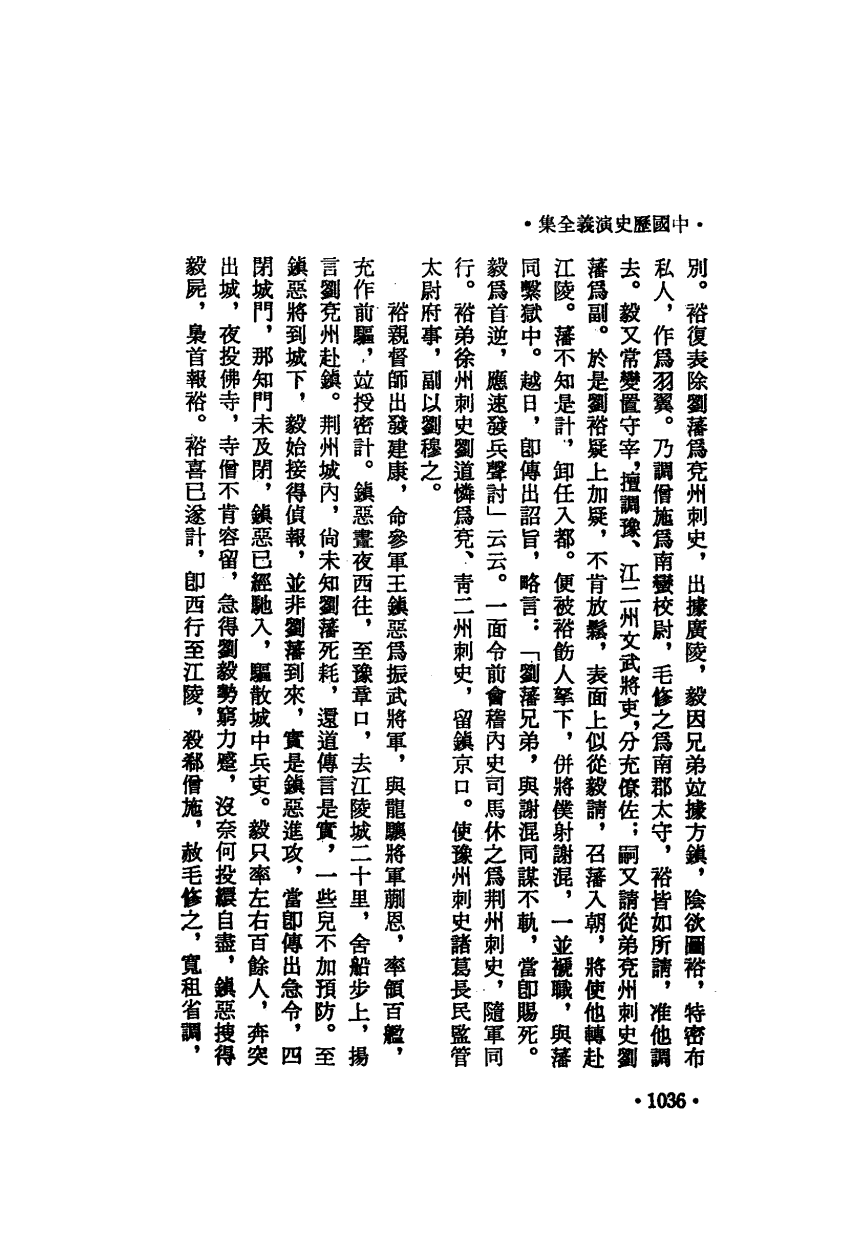 •中國歷史演義全集•
別。裕復表除劉藩爲兗州刺史，出據廣陵，毅因兄弟竝據方鎮，陰欲圖裕，特密布
私人，作爲羽翼。乃調僧施爲南蠻校尉，毛修之爲南郡太守，裕皆如所請，准他調
去。毅又常變置守宰，擅調豫、江二州文武將吏，分充僚佐；嗣又請從弟兗州刺史劉
藩爲副。於是劉裕疑上加疑，不肯放鬆，表面上似從毅請，召藩入朝，將使他轉赴
江陵。藩不知是計，卸任入都。便被裕飭人拏下，併將僕射謝混，一並褫職，與藩
同繫獄中。越日，卽傳出詔旨，略言：「劉藩兄弟，與謝混同謀不軌，當卽賜死。
毅爲首逆，應速發兵聲討」云云。一面令前會稽內史司馬休之爲荆州刺史，隨軍同
行。裕弟徐州刺史劉道憐爲兗、靑二州刺史，留鎮京口。使豫州刺史諸葛長民監管
太尉府事，副以劉穆之。
裕親督師出發建康，命參軍王鎮惡爲振武將軍，與龍驤將軍蒯恩，率領百艦，
充作前驅，竝授密計。鎮惡晝夜西往，至豫章口，去江陵城二十里，舍船步上，揚
言劉兗州赴鎮。荆州城內，尙未知劉藩死耗，還道傳言是實，一些兒不加預防。至
鎮惡將到城下，毅始接得偵報，並非劉藩到來，實是鎮惡進攻，當卽傳出急令，四
閉城門，那知門未及閉，鎮惡已經馳入，驅散城中兵吏。毅只率左右百餘人，奔突
出城，夜投佛寺，寺僧不肯容留，急得劉毅勢窮力蹙，沒奈何投繯自盡，鎮惡搜得
毅屍，梟首報裕。裕喜已遂計，卽西行至江陵，殺郗僧施，赦毛修之，寬租省調，
•1036•